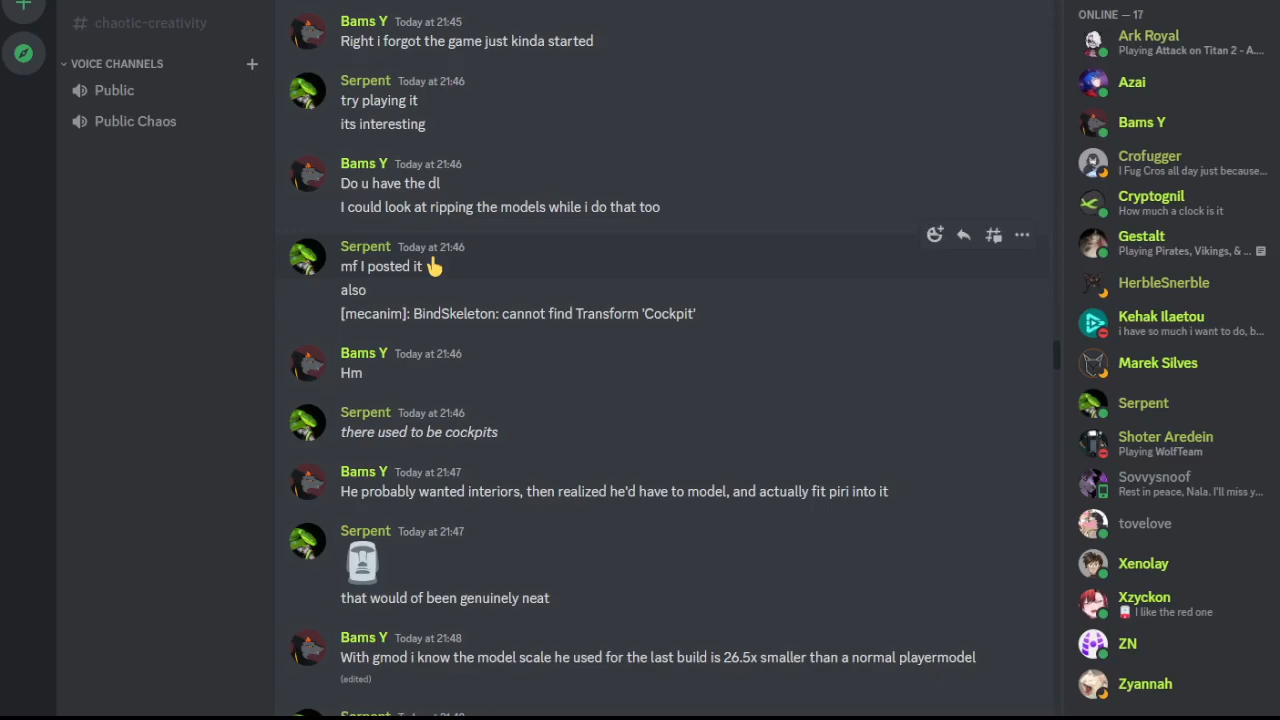 chaotic-creativity
VOICE CHANNELS
Public
Public Chaos
Bams Y Today at 21:45
Right i forgot the game just kinda started
Serpent Today at 21:46
try playing it
its interesting
Bams Y Today at 21:46
Do u have the dl
I could look at ripping the models while i do that too
Serpent Today at 21:46
mf I posted it
also
[mecanim]: BindSkeleton: cannot find Transform 'Cockpit'
Bams Y Today at 21:46
Hm
Serpent Today at 21:46
there used to be cockpits
Bams Y Today at 21:47
He probably wanted interiors, then realized he'd have to model, and actually fit piri into it
Serpent Today at 21:47
that would of been genuinely neat
Bams Y Today at 21:48
With gmod i know the model scale he used for the last build is 26.5x smaller than a normal playermodel
(edited)
ONLINE — 17
Ark Royal
Playing Attack on Titan 2 - A...
Azai
Bams Y
Crofugger
I Fug Cros all day just because...
Cryptognil
How much a clock is it
Gestalt
Playing Pirates, Vikings, & ...
HerbleSnerble
Kehak Ilaetou
i have so much i want to do, b...
Marek Silves
Serpent
Shoter Aredein
Playing WolfTeam
Sovvysnoof
Rest in peace, Nala. I'll miss y...
tovelove
Xenolay
Xzyckon
I like the red one
ZN
Zyannah